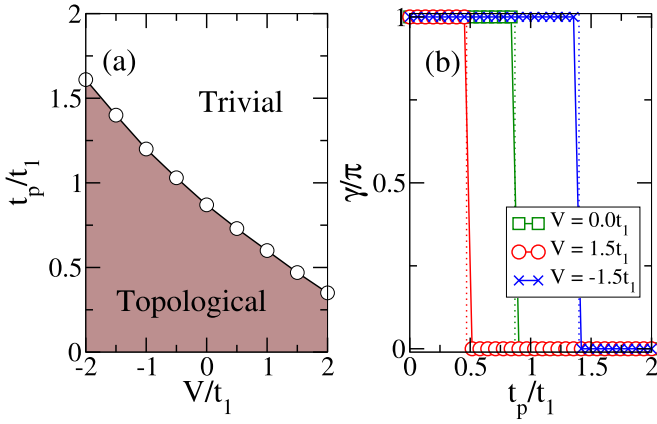 (a)
Trivial
Topological
2
1.5
1
0.5
0
-2
-1
0
1
2
t_p/t_1
V/t_1
(b)
1
0.5
0
0
0.5
1
1.5
2
γ/π
t_p/t_1
V = 0.0t_1
V = 1.5t_1
V = -1.5t_1